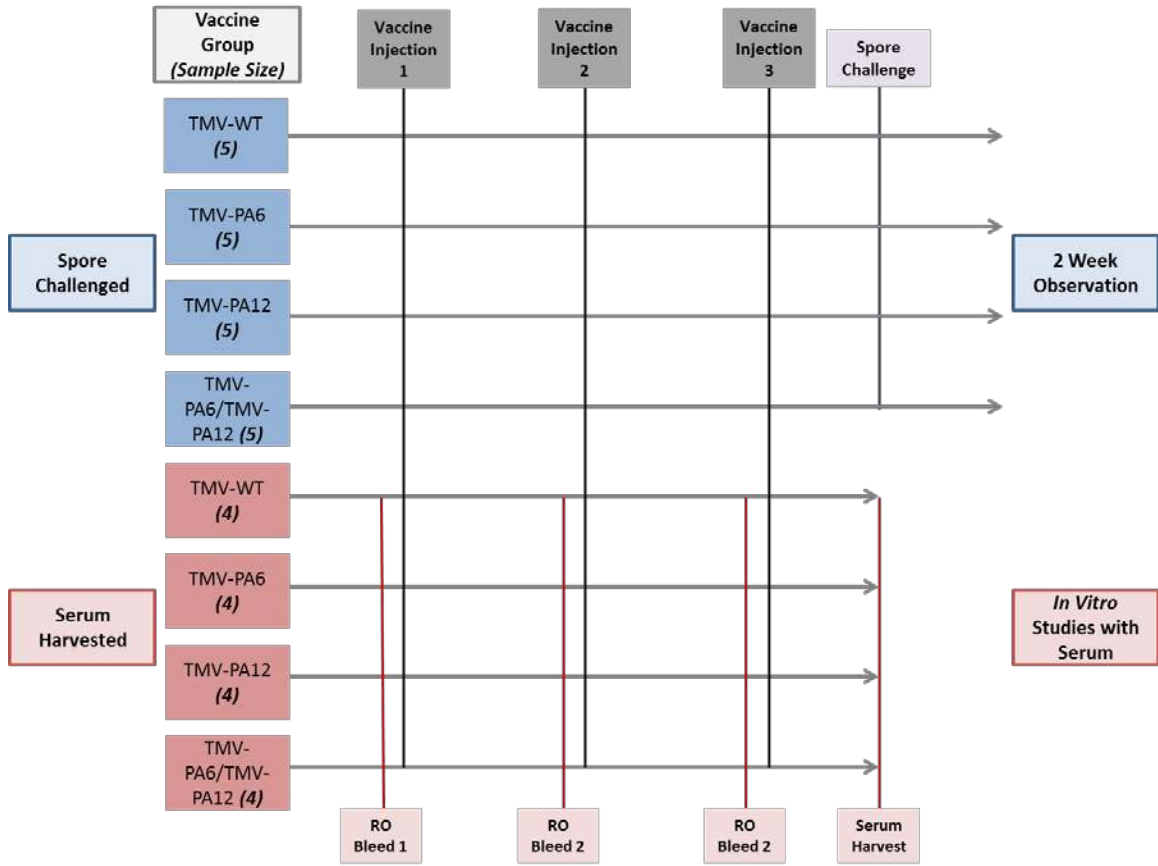 Vaccine
Group
(Sample Size)
Vaccine
Injection
1
Vaccine
Injection
2
Vaccine
Injection
3
Spore
Challenge
TMV-WT
(5)
TMV-PA6
(5)
Spore
Challenged
2 Week
Observation
TMV-PA12
(5)
TMV-
PA6/TMV-
PA12 (5)
TMV-WT
(4)
TMV-PA6
(4)
Serum
Harvested
In Vitro
Studies with
Serum
TMV-PA12
(4)
TMV-
PA6/TMV-
PA12 (4)
RO
Bleed 1
RO
Bleed 2
RO
Bleed 2
Serum
Harvest